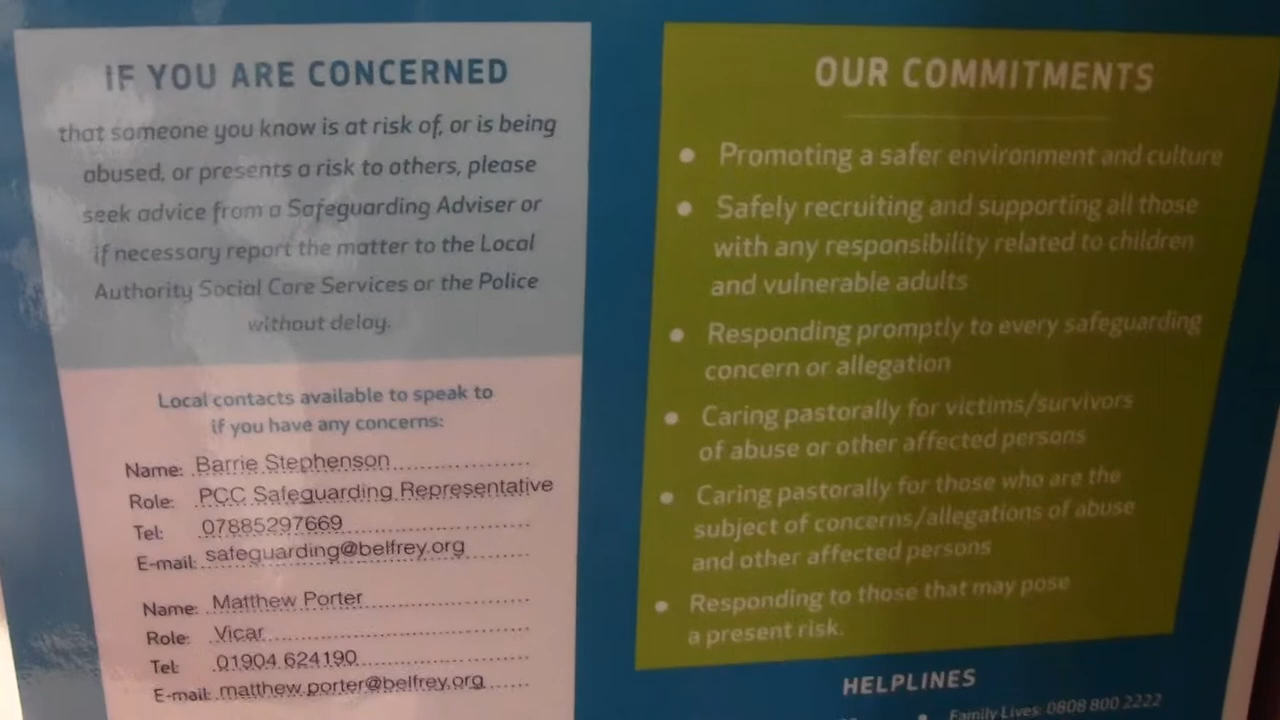 IF YOU ARE CONCERNED
that someone you know is at risk of, or is being
abused, or presents a risk to others, please
seek advice from a Safeguarding Adviser or
if necessary report the matter to the Local
Authority Social Care Services or the Police
without delay.
Local contacts available to speak to
if you have any concerns:
Name: Barrie Stephenson
Role: PCC Safeguarding Representative
Tel: 07885297669
E-mail: safeguarding@belfrey.org
Name: Matthew Porter
Role: Vicar
Tel: 01904 624190
E-mail: matthew.porter@belfrey.org
OUR COMMITMENTS
• Promoting a safer environment and culture
• Safely recruiting and supporting all those
with any responsibility related to children
and vulnerable adults
• Responding promptly to every safeguarding
concern or allegation
• Caring pastorally for victims/survivors
of abuse or other affected persons
• Caring pastorally for those who are the
subject of concerns/allegations of abuse
and other affected persons
• Responding to those that may pose
a present risk.
HELPLINES
• Family Lives: 0808 800 2222